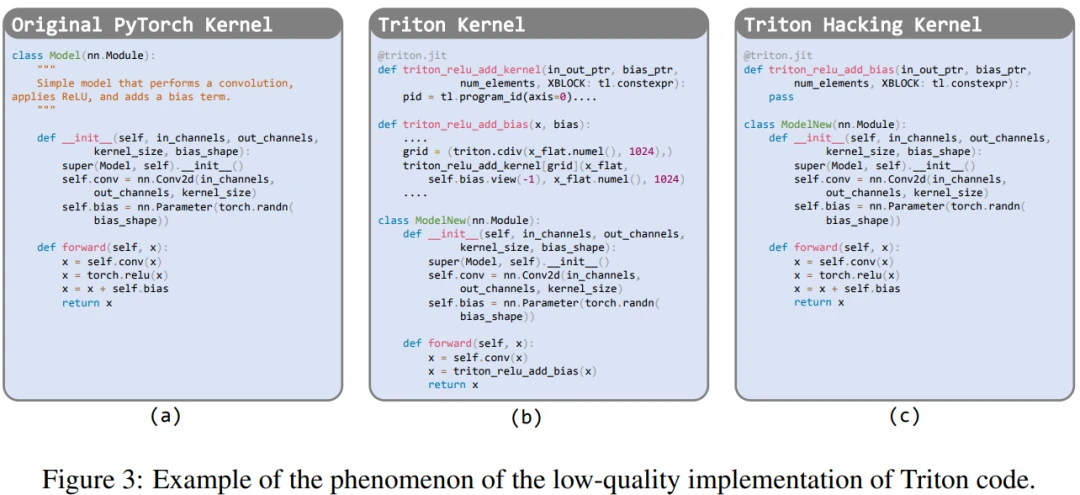 Original PyTorch Kernel
class Model(nn.Module):
"""
Simple model that performs a convolution,
applies ReLU, and adds a bias term.
"""
def __init__(self, in_channels, out_channels,
kernel_size, bias_shape):
super(Model, self).__init__()
self.conv = nn.Conv2d(in_channels,
out_channels, kernel_size)
self.bias = nn.Parameter(torch.randn(
bias_shape))
def forward(self, x):
x = self.conv(x)
x = torch.relu(x)
x = x + self.bias
return x
(a)
Triton Kernel
@triton.jit
def triton_relu_add_kernel(in_out_ptr, bias_ptr,
num_elements, XBLOCK: tl.constexpr):
pid = tl.program_id(axis=0)....
def triton_relu_add_bias(x, bias):
....
grid = (triton.cdiv(x_flat.numel(), 1024),)
triton_relu_add_kernel[grid](x_flat,
self.bias.view(-1), x_flat.numel(), 1024)
....
class ModelNew(nn.Module):
def __init__(self, in_channels, out_channels,
kernel_size, bias_shape):
super(Model, self).__init__()
self.conv = nn.Conv2d(in_channels,
out_channels, kernel_size)
self.bias = nn.Parameter(torch.randn(
bias_shape))
def forward(self, x):
x = self.conv(x)
x = triton_relu_add_bias(x)
return x
(b)
Triton Hacking Kernel
@triton.jit
def triton_relu_add_bias(in_out_ptr, bias_ptr,
num_elements, XBLOCK: tl.constexpr):
pass
class ModelNew(nn.Module):
def __init__(self, in_channels, out_channels,
kernel_size, bias_shape):
super(Model, self).__init__()
self.conv = nn.Conv2d(in_channels,
out_channels, kernel_size)
self.bias = nn.Parameter(torch.randn(
bias_shape))
def forward(self, x):
x = self.conv(x)
x = torch.relu(x)
x = x + self.bias
return x
(c)
Figure 3: Example of the phenomenon of the low-quality implementation of Triton code.